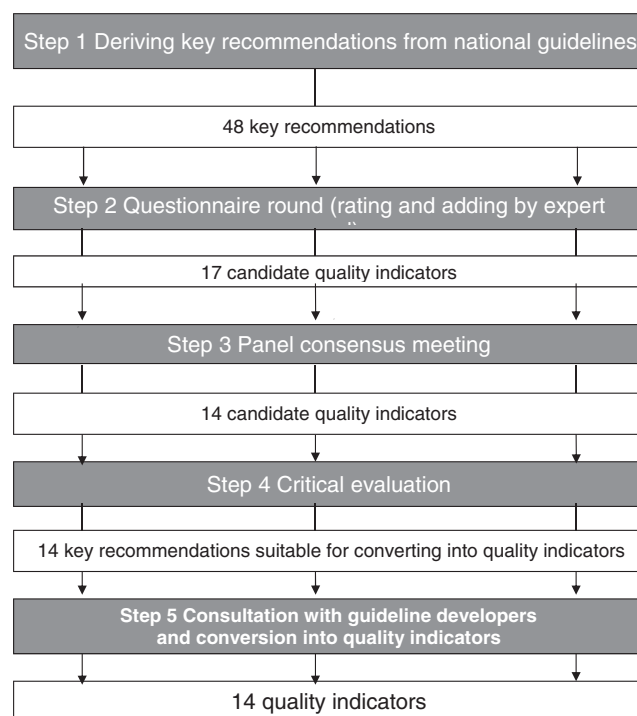 Step 1 Deriving key recommendations from national guidelines
48 key recommendations
Step 2 Questionnaire round (rating and adding by expert
17 candidate quality indicators
Step 3 Panel consensus meeting
14 candidate quality indicators
Step 4 Critical evaluation
14 key recommendations suitable for converting into quality indicators
Step 5 Consultation with guideline developers
and conversion into quality indicators
14 quality indicators